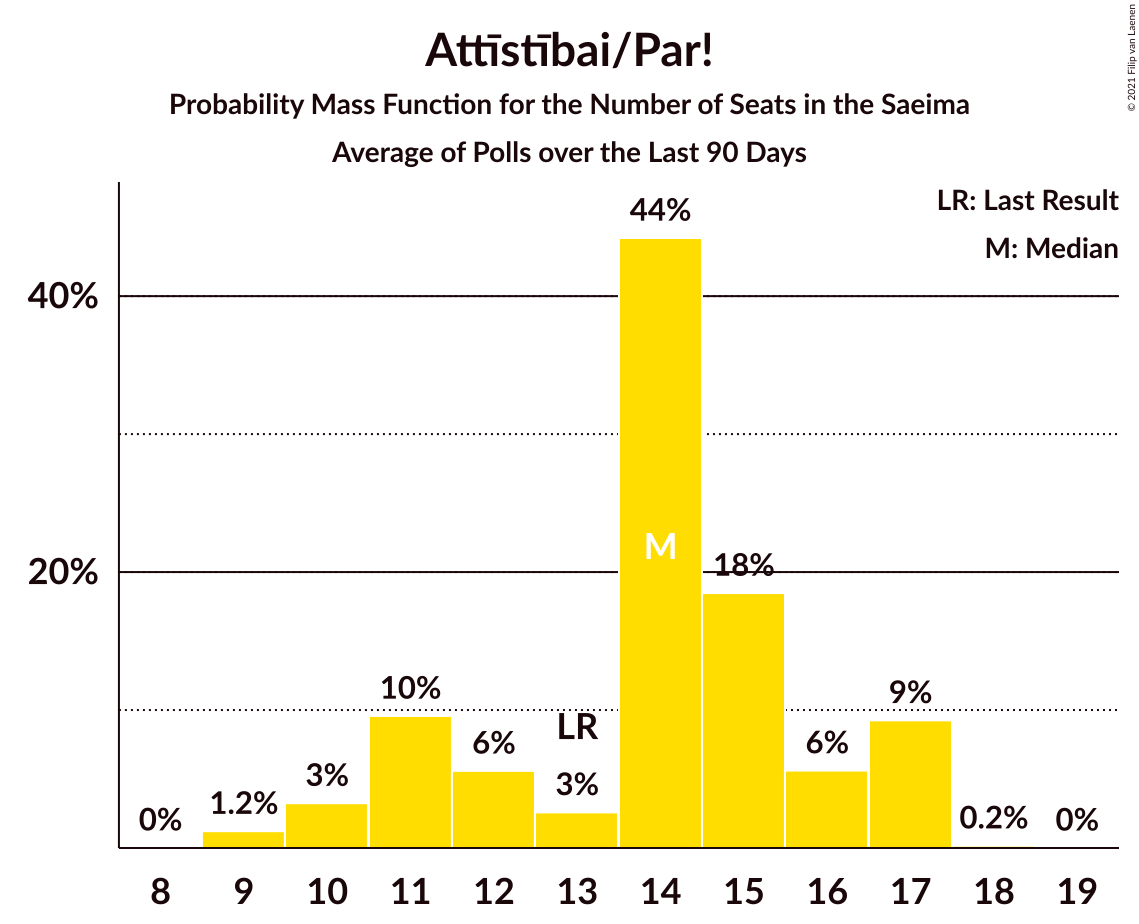 Attīstībai/Par!
Probability Mass Function for the Number of Seats in the Saeima
Average of Polls over the Last 90 Days
© 2021 Filip van Laenen
LR: Last Result
M: Median
44%
40%
M
18%
20%
10%
9%
LR
6%
6%
3%
3%
1.2%
0%
0.2%
0%
8 9 10 11 12 13 14 15 16 17 18 19